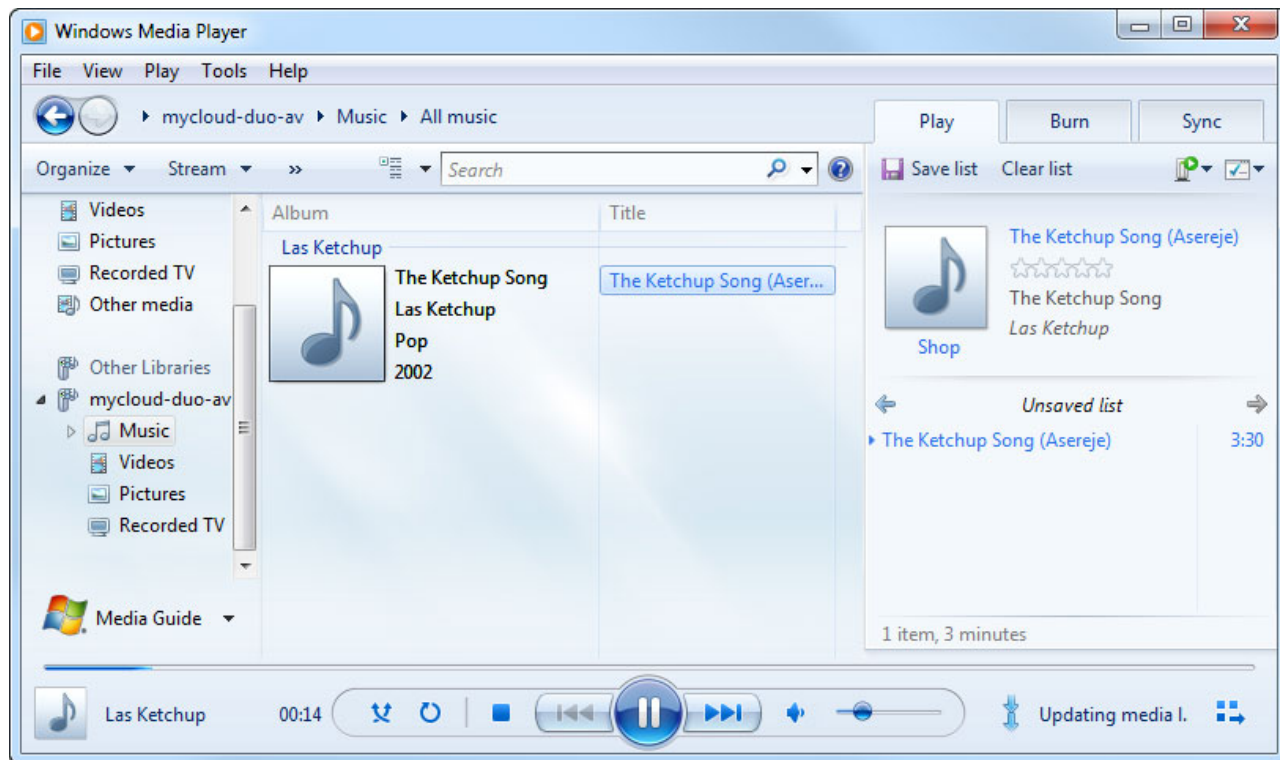 Windows Media Player
File View Play Tools Help
mycloud-duo-av Music All music
Play Burn Sync
Organize Stream » Search
Save list Clear list
Videos
Pictures
Recorded TV
Other media
Other Libraries
mycloud-duo-av
Music
Videos
Pictures
Recorded TV
Media Guide
Album Title
Las Ketchup
The Ketchup Song
Las Ketchup
Pop
2002
The Ketchup Song (Aser...
The Ketchup Song (Asereje)
The Ketchup Song
Las Ketchup
Shop
Unsaved list
The Ketchup Song (Asereje) 3:30
1 item, 3 minutes
Las Ketchup 00:14 Updating media l.